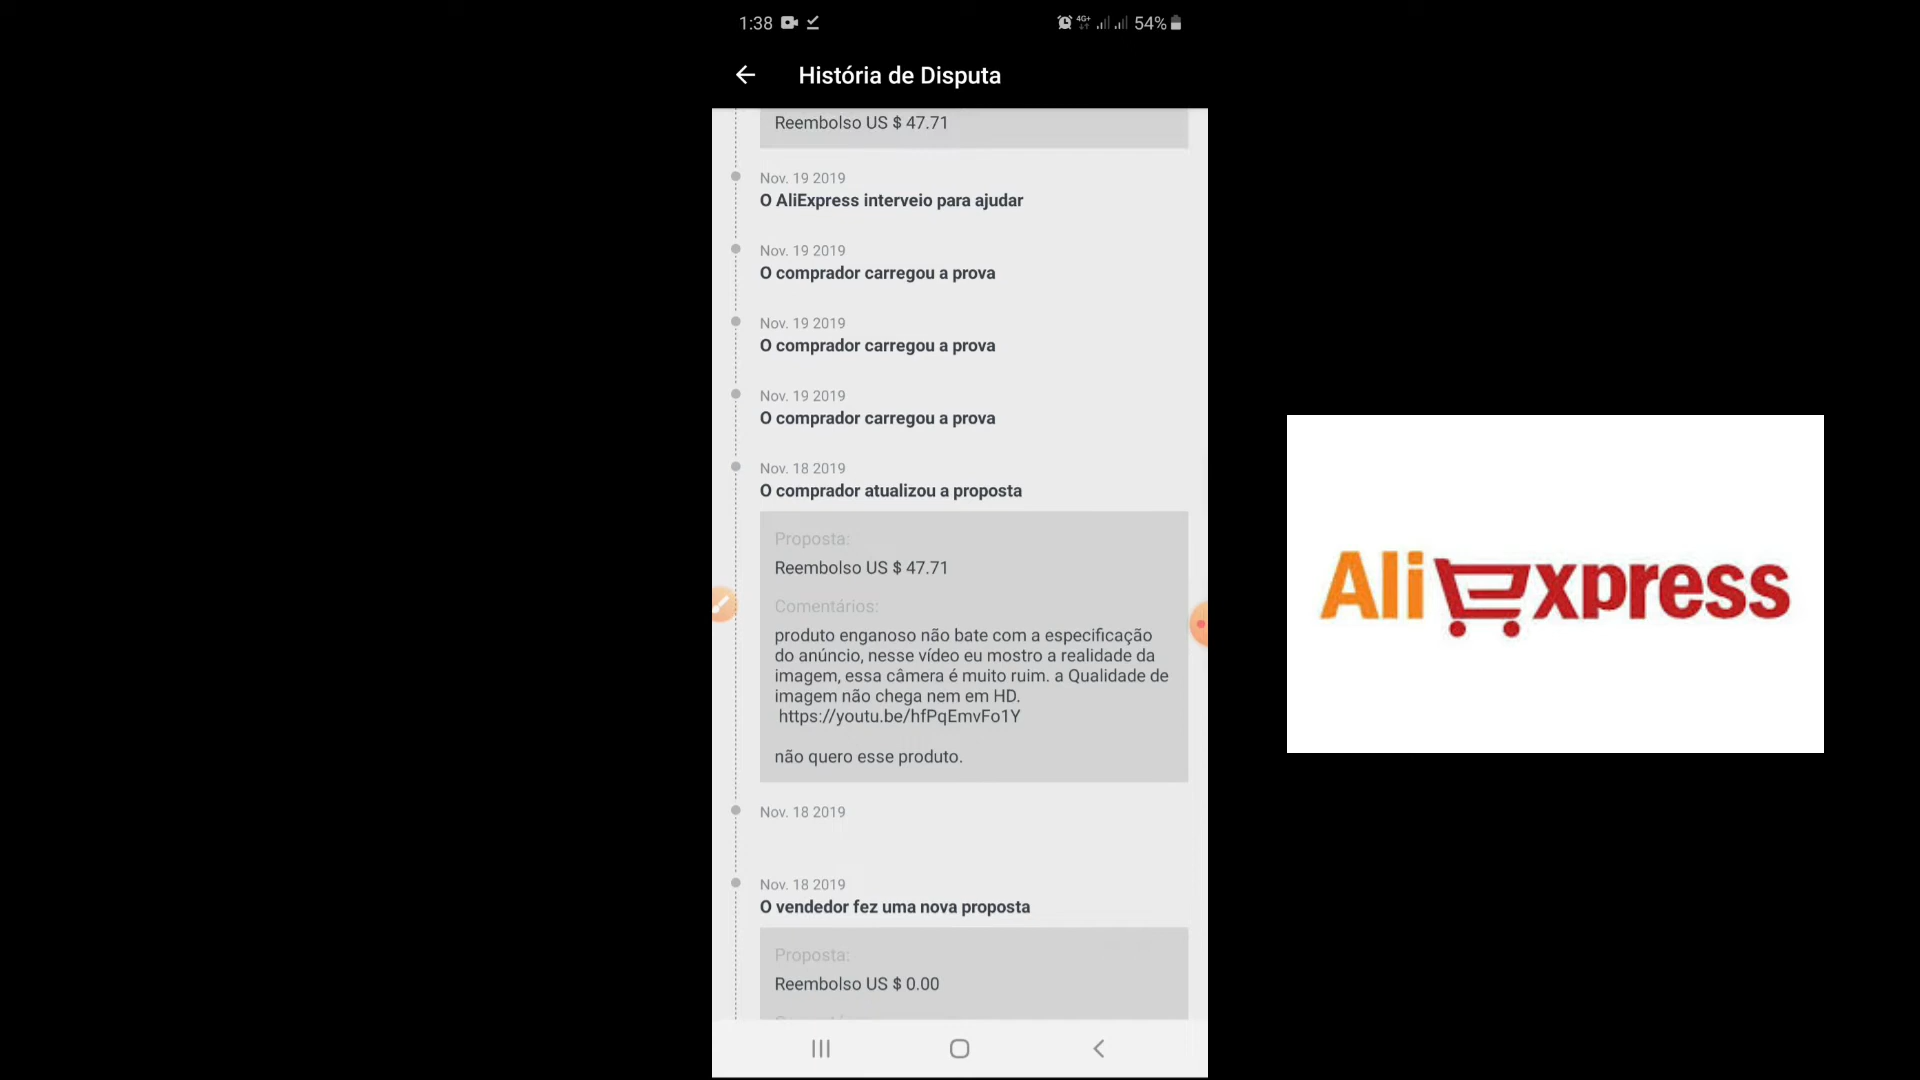 1:38
4G+
54%
História de Disputa
Reembolso US $ 47.71
Nov. 19 2019
O AliExpress interveio para ajudar
Nov. 19 2019
O comprador carregou a prova
Nov. 19 2019
O comprador carregou a prova
Nov. 19 2019
O comprador carregou a prova
Nov. 18 2019
O comprador atualizou a proposta
Proposta:
Reembolso US $ 47.71
Comentários:
produto enganoso não bate com a especificação
do anúncio, nesse vídeo eu mostro a realidade da
imagem, essa câmera é muito ruim. a Qualidade de
imagem não chega nem em HD.
https://youtu.be/hfPqEmvFo1Y
não quero esse produto.
Nov. 18 2019
Nov. 18 2019
O vendedor fez uma nova proposta
Proposta:
Reembolso US $ 0.00
AliExpress